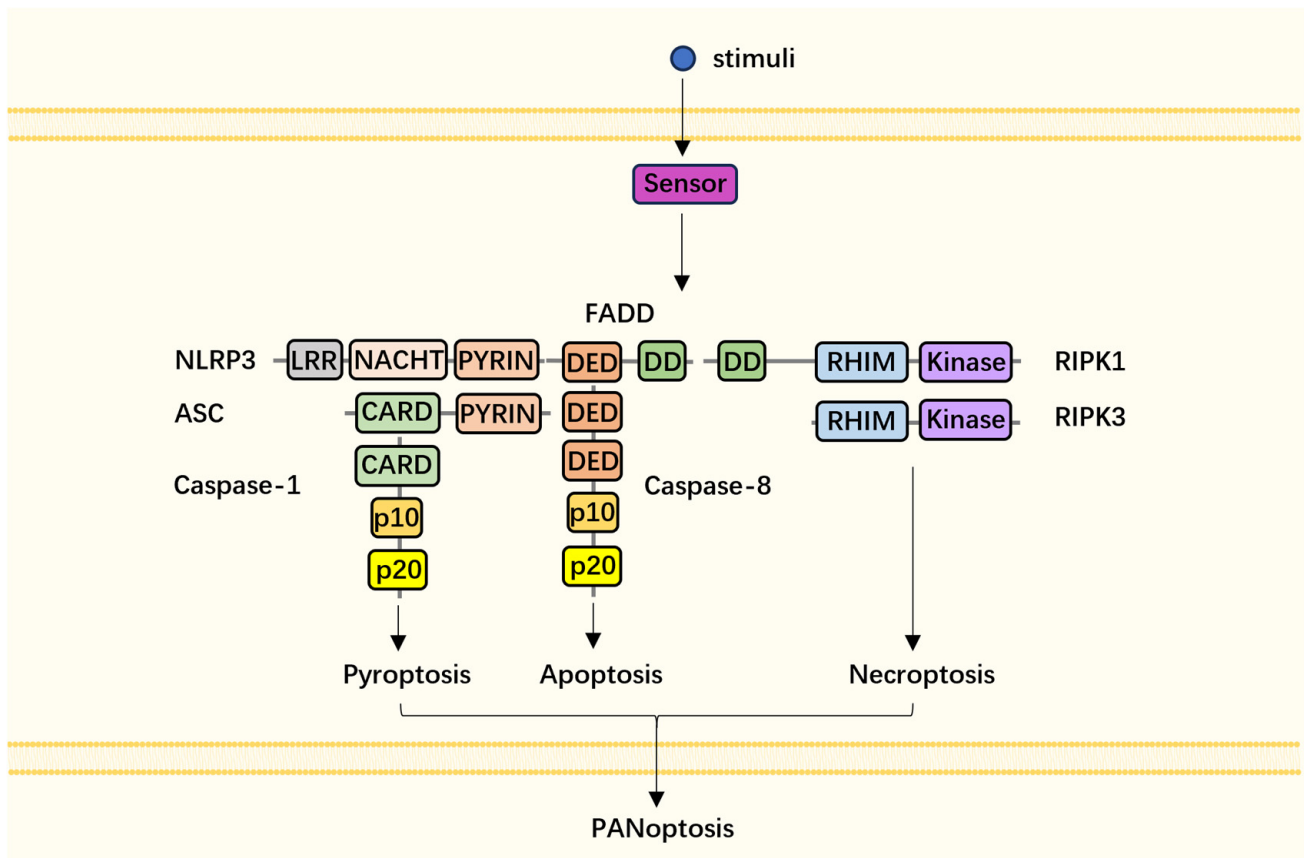 stimuli
Sensor
FADD
NLRP3 LRR NACHT PYRIN DED DD DD RHIM Kinase RIPK1
ASC CARD PYRIN DED RHIM Kinase RIPK3
CARD DED
Caspase-1 Caspase-8
p10 p10
p20 p20
Pyroptosis Apoptosis Necroptosis
PANoptosis